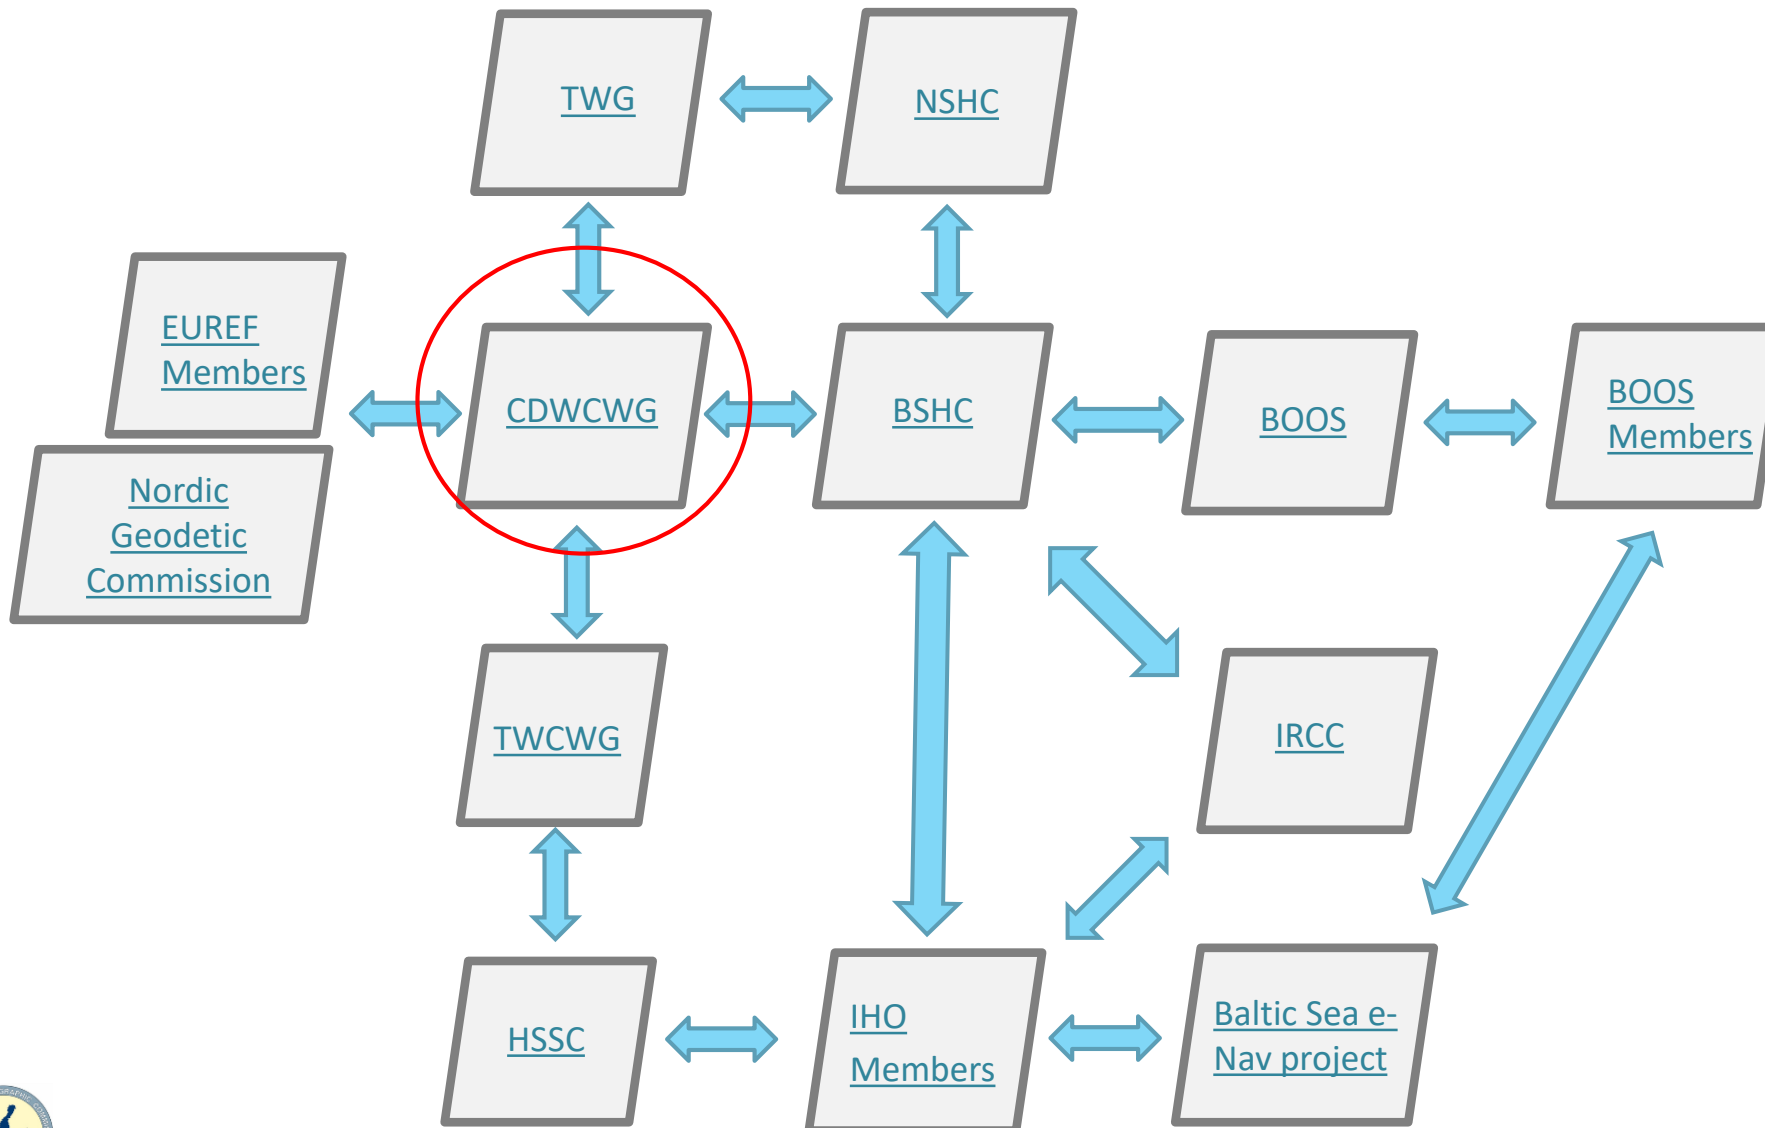 TWG
NSHC
EUREF
Members
CDWCWG
BSHC
BOOS
BOOS
Members
Nordic
Geodetic
Commission
TWCWG
IRCC
HSSC
IHO
Members
Baltic Sea e-
Nav project